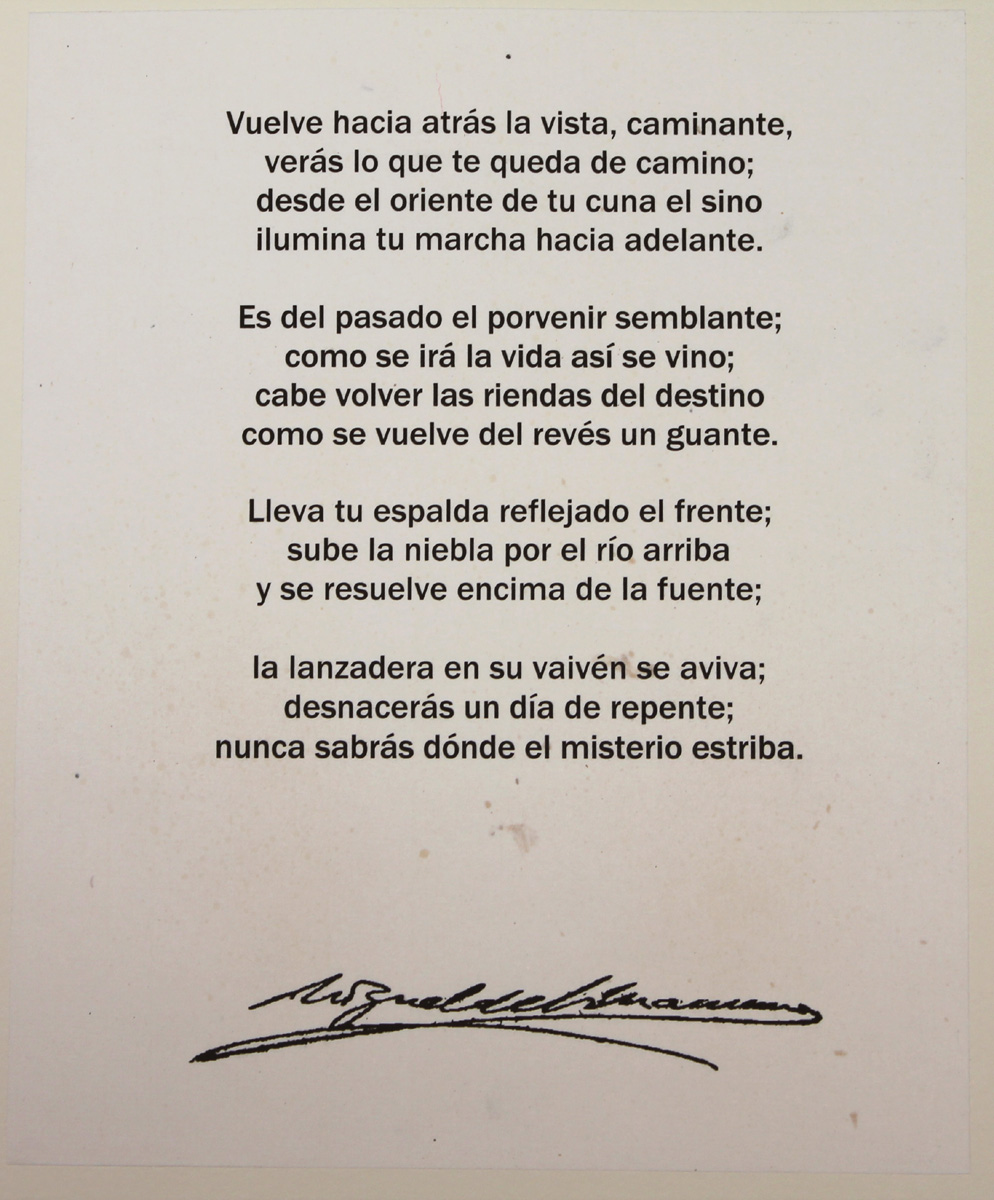 Vuelve hacia atrás la vista, caminante,
verás lo que te queda de camino;
desde el oriente de tu cuna el sino
ilumina tu marcha hacia adelante.
Es del pasado el porvenir semblante;
como se irá la vida así se vino;
cabe volver las riendas del destino
como se vuelve del revés un guante.
Lleva tu espalda reflejado el frente;
sube la niebla por el río arriba
y se resuelve encima de la fuente;
la lanzadera en su vaivén se aviva;
desnacerás un día de repente;
nunca sabrás dónde el misterio estriba.
Miguel de Unamuno